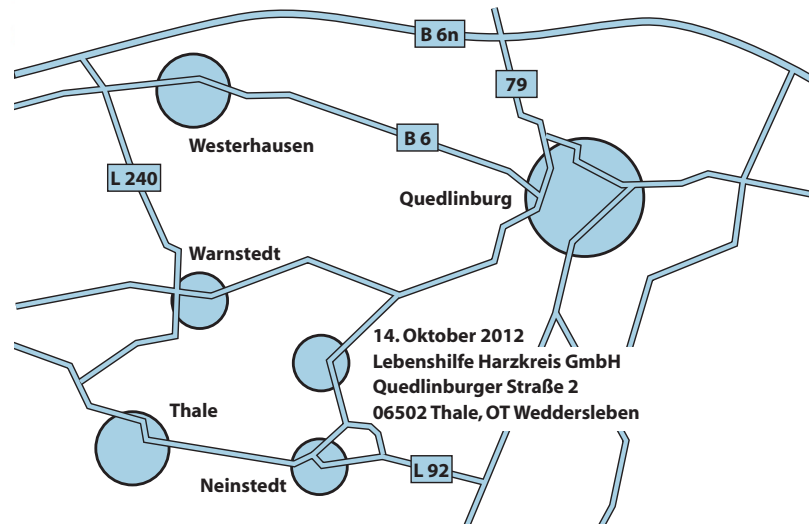 B 6n
79
Westerhausen
B 6
L 240
Quedlinburg
Warnstedt
14. Oktober 2012
Lebenshilfe Harzkreis GmbH
Quedlinburger Straße 2
06502 Thale, OT Weddersleben
Thale
Neinstedt
L 92